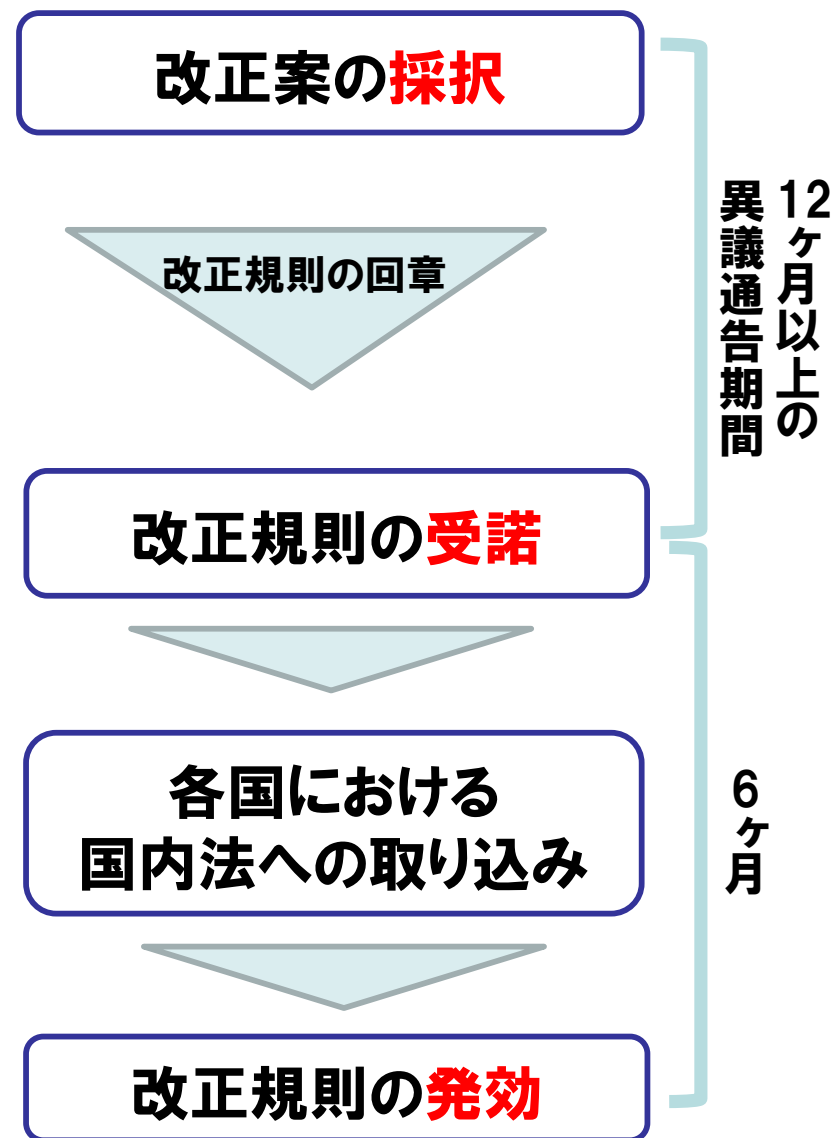 改正案の採択
改正規則の回章
12ヶ月以上の
異議通告期間
改正規則の受諾
各国における
国内法への取り込み
6ヶ月
改正規則の発効